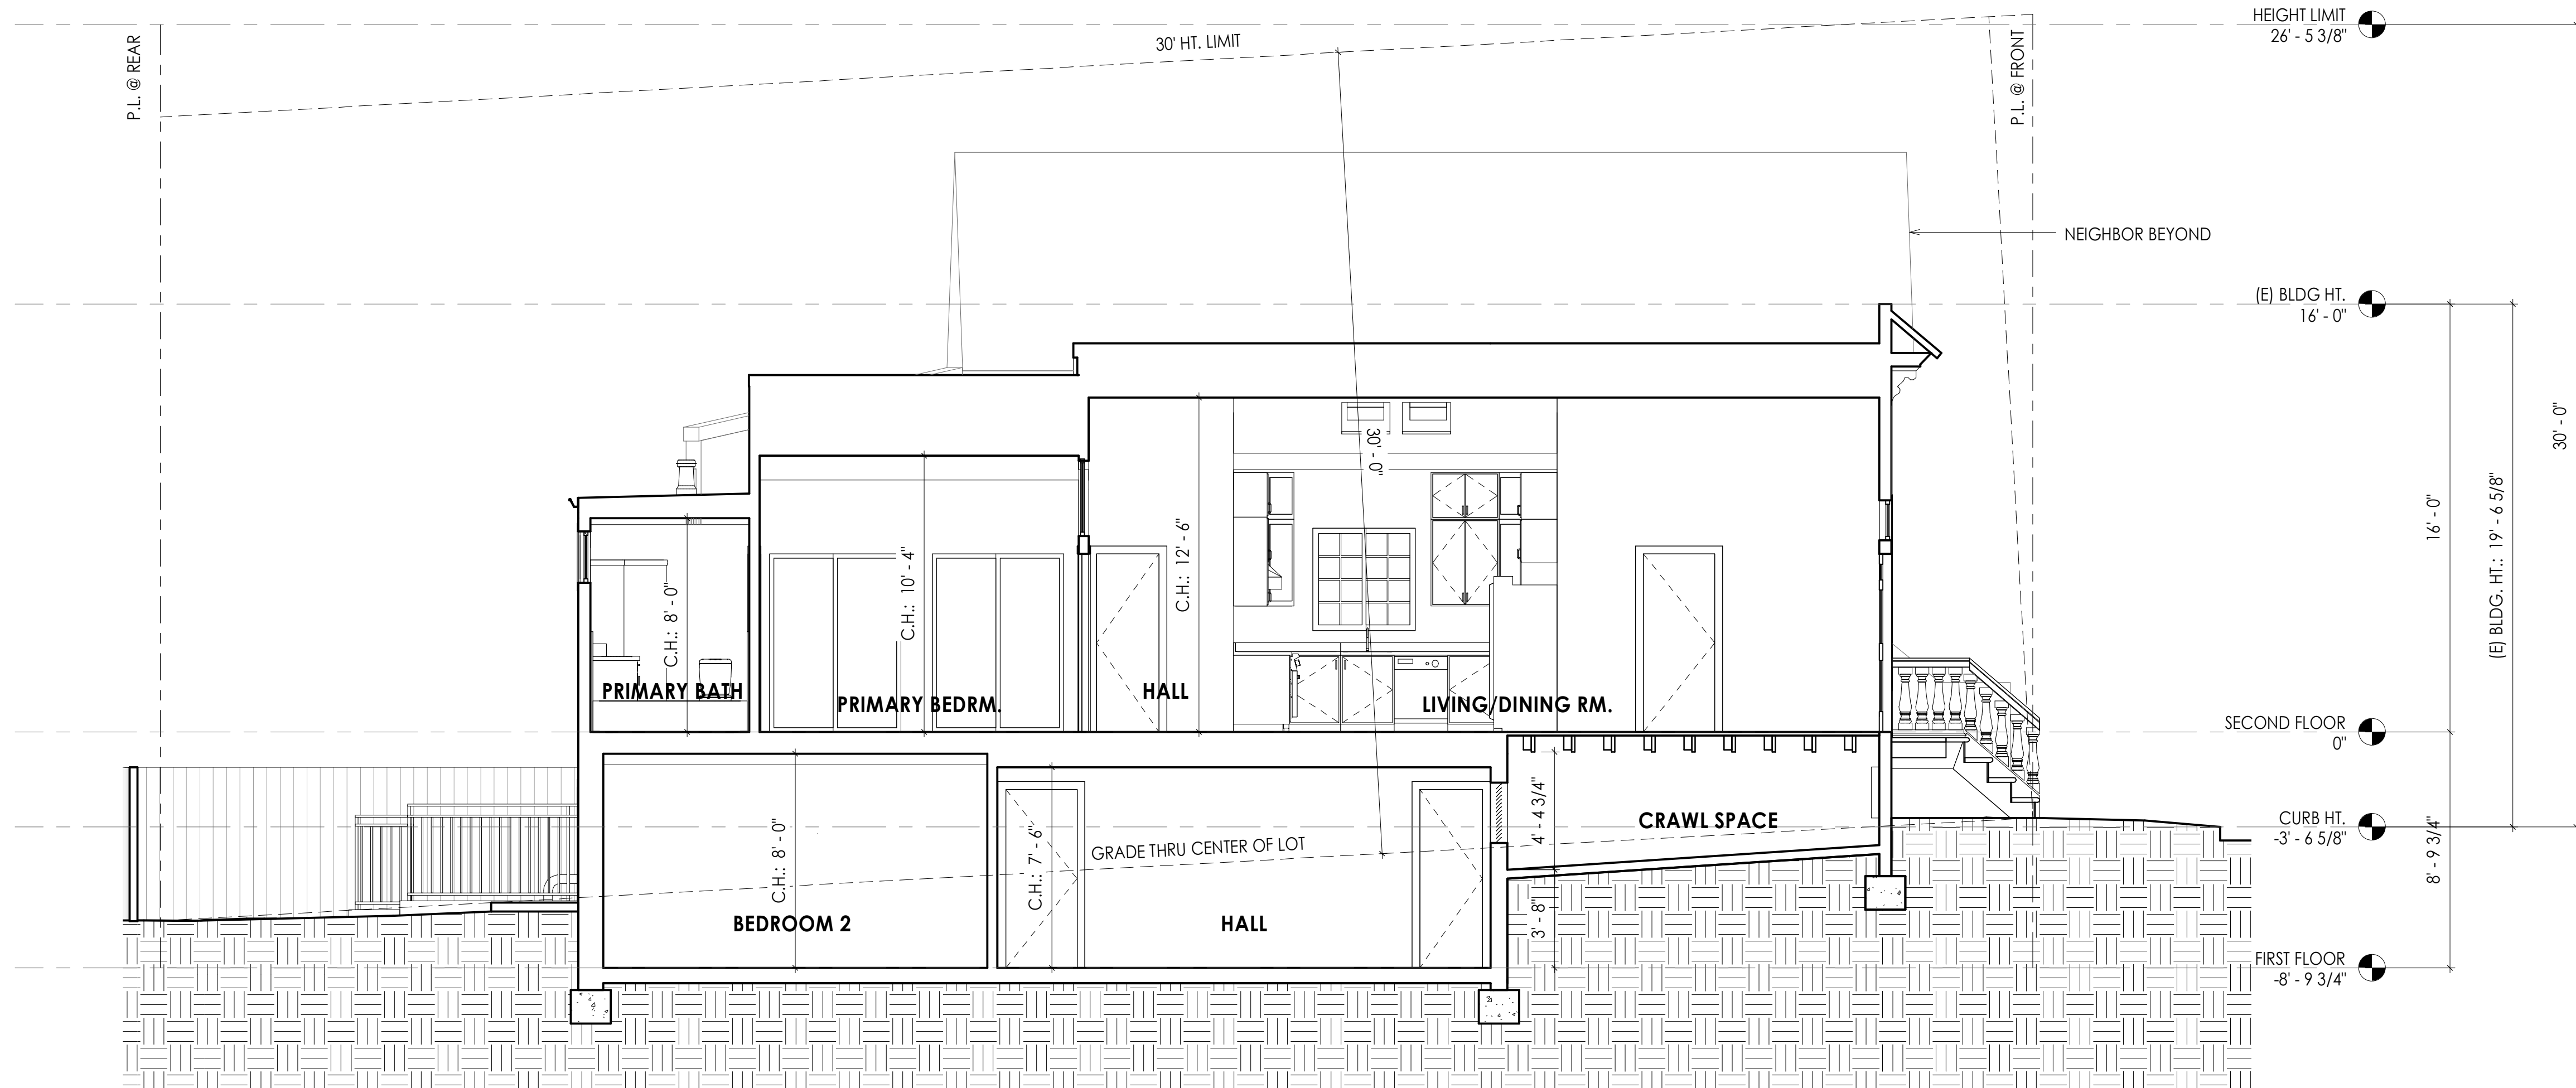 HEIGHT LIMIT
26' - 5 3/8"
30' HT. LIMIT
P.L. @ REAR
P.L. @ FRONT
NEIGHBOR BEYOND
(E) BLDG HT.
16' - 0"
30' - 0"
30' - 0"
16' - 0"
(E) BLDG. HT.: 19' - 6 5/8"
C.H.: 8' - 0"
C.H.: 10' - 4"
C.H.: 12' - 6"
PRIMARY BATH
PRIMARY BEDRM.
HALL
LIVING/DINING RM.
SECOND FLOOR
0"
4' - 4 3/4"
CRAWL SPACE
CURB HT.
-3' - 6 5/8"
8' - 9 3/4"
C.H.: 8' - 0"
C.H.: 7' - 6"
GRADE THRU CENTER OF LOT
BEDROOM 2
HALL
3' - 8"
FIRST FLOOR
-8' - 9 3/4"